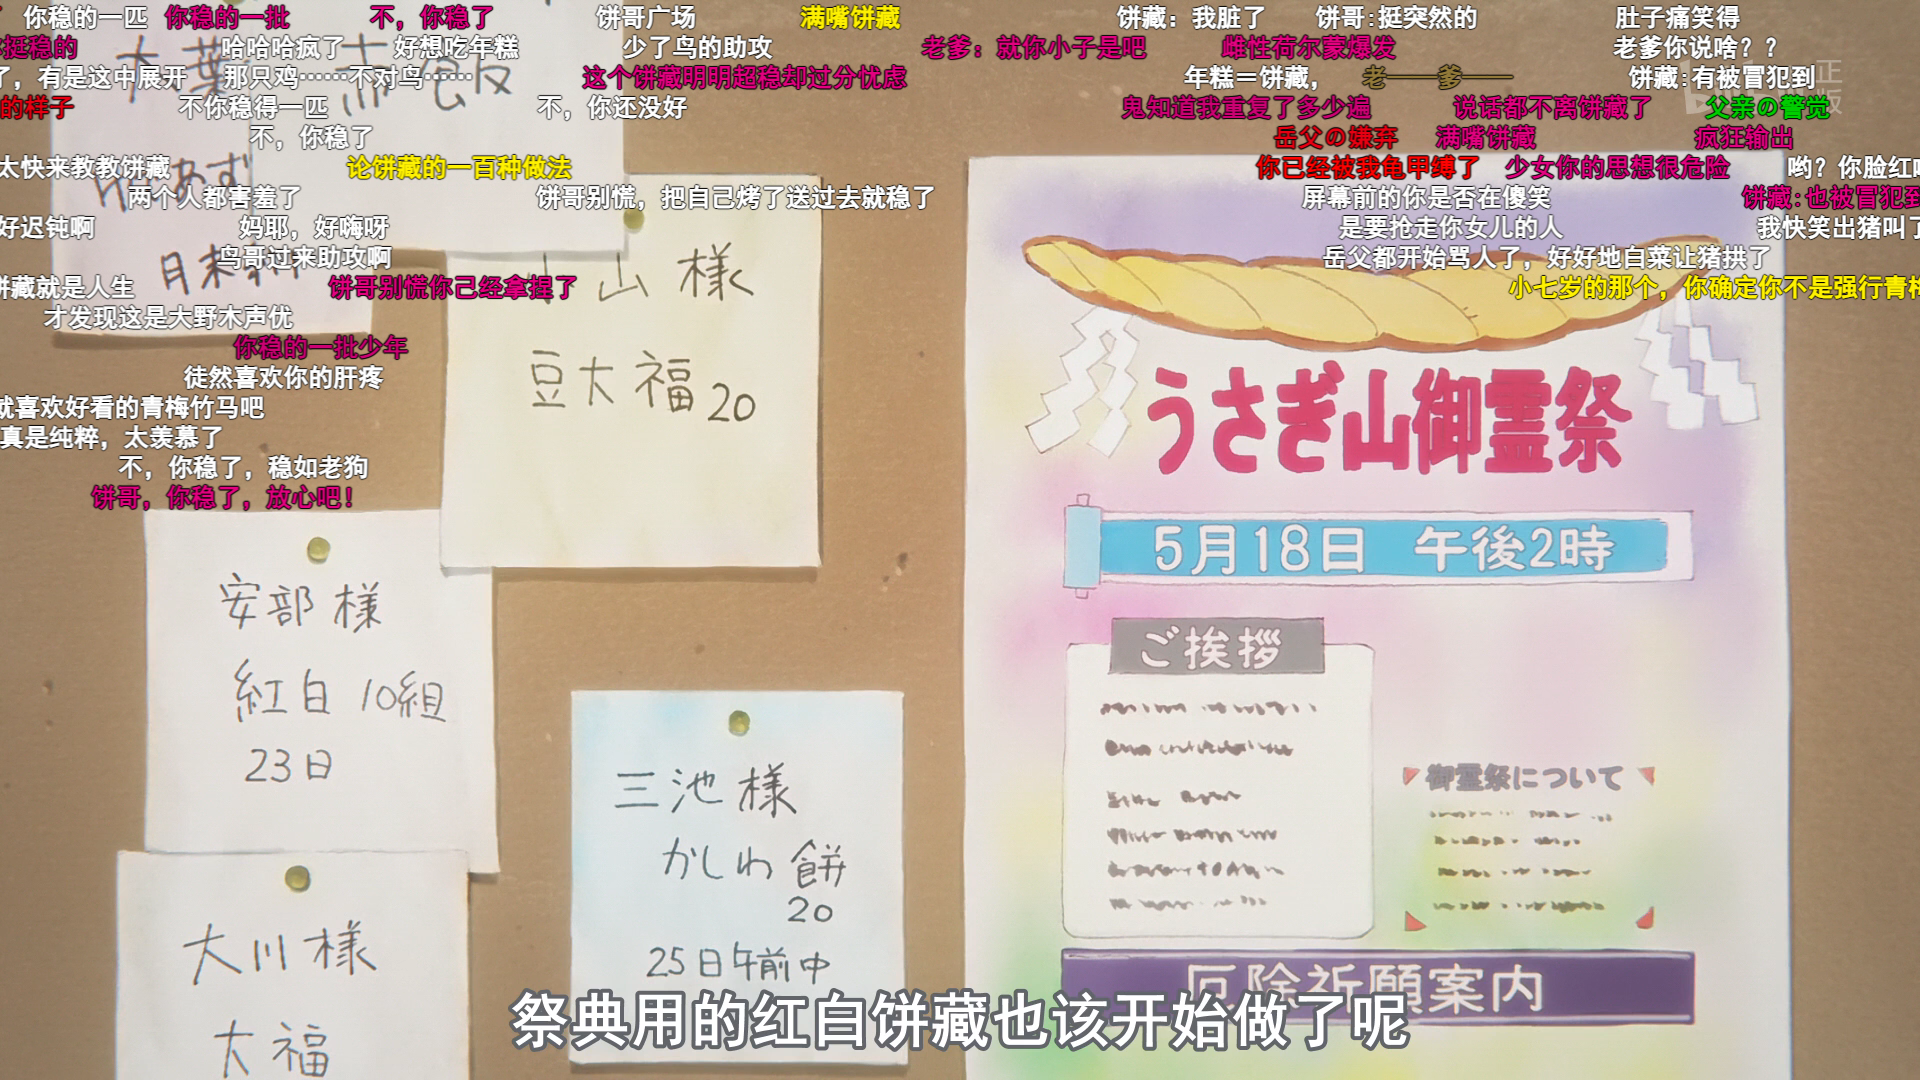 你稳的一匹 你稳的一批 不，你稳了 饼哥广场 满嘴饼藏 饼藏：我脏了 饼哥:挺突然的 肚子痛笑得
挺稳的 哈哈哈疯了 好想吃年糕 少了鸟的助攻 老爹：就你小子是吧 雌性荷尔蒙爆发 老爹你说啥？？
了，有是这中展开 那只鸡……不对鸟…… 这个饼藏明明超稳却过分忧虑 年糕＝饼藏， 老——爹—— 饼藏:有被冒犯到
的样子 不你稳得一匹 不，你还没好 鬼知道我重复了多少遍 说话都不离饼藏了 父亲の警觉
不，你稳了 岳父の嫌弃 满嘴饼藏 疯狂输出
太快来教教饼藏 论饼藏的一百种做法 你已经被我龟甲缚了 少女你的思想很危险 哟？你脸红
两个人都害羞了 饼哥别慌，把自己烤了送过去就稳了 屏幕前的你是否在傻笑 饼藏:也被冒犯到
好迟钝啊 妈耶，好嗨呀 是要抢走你女儿的人 我快笑出猪叫了
鸟哥过来助攻啊 岳父都开始骂人了，好好地白菜让猪拱了
饼藏就是人生 饼哥别慌你己经拿捏了 小七岁的那个，你确定你不是强行青梅
才发现这是大野木声优
你稳的一批少年
徒然喜欢你的肝疼
就喜欢好看的青梅竹马吧
真是纯粹，太羡慕了
不，你稳了，稳如老狗
饼哥，你稳了，放心吧！
正版
大葉
赤飯
月末
小山 様
豆大福 20
安部 様
紅白 10組
23日
大川様
大福
三池様
かしわ餅
20
25日午前中
うさぎ山御霊祭
5月18日 午後2時
ご挨拶
御霊祭について
厄除祈願案内
祭典用的红白饼藏也该开始做了呢